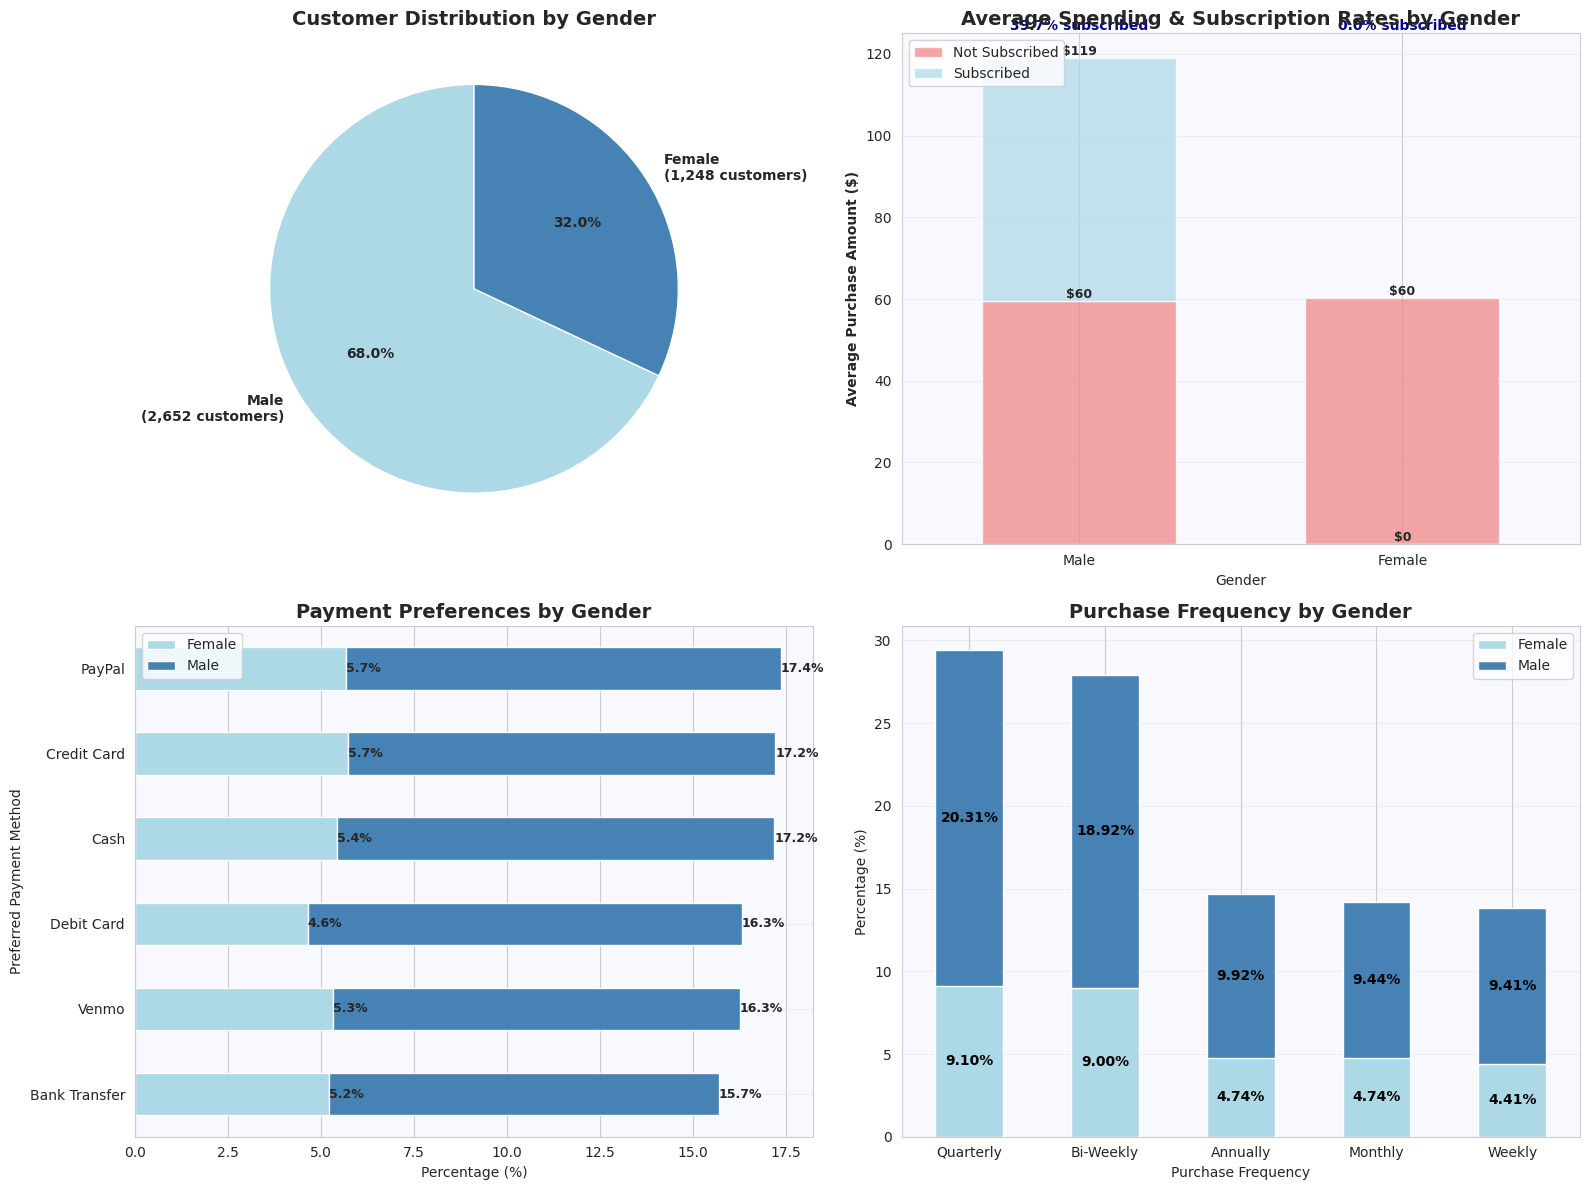 Customer Distribution by Gender
Female
(1,248 customers)
32.0%
68.0%
Male
(2,652 customers)
Average Spending & Subscription Rates by Gender
39.7% subscribed
0.0% subscribed
Not Subscribed
Subscribed
$119
$60
$60
$0
120
100
80
60
40
20
0
Average Purchase Amount ($)
Male
Female
Gender
Payment Preferences by Gender
Female
Male
PayPal
5.7%
17.4%
Credit Card
5.7%
17.2%
Cash
5.4%
17.2%
Debit Card
4.6%
16.3%
Venmo
5.3%
16.3%
Bank Transfer
5.2%
15.7%
Preferred Payment Method
0.0
2.5
5.0
7.5
10.0
12.5
15.0
17.5
Percentage (%)
Purchase Frequency by Gender
Female
Male
30
25
20
15
10
5
0
Percentage (%)
20.31%
18.92%
9.92%
9.44%
9.41%
9.10%
9.00%
4.74%
4.74%
4.41%
Quarterly
Bi-Weekly
Annually
Monthly
Weekly
Purchase Frequency